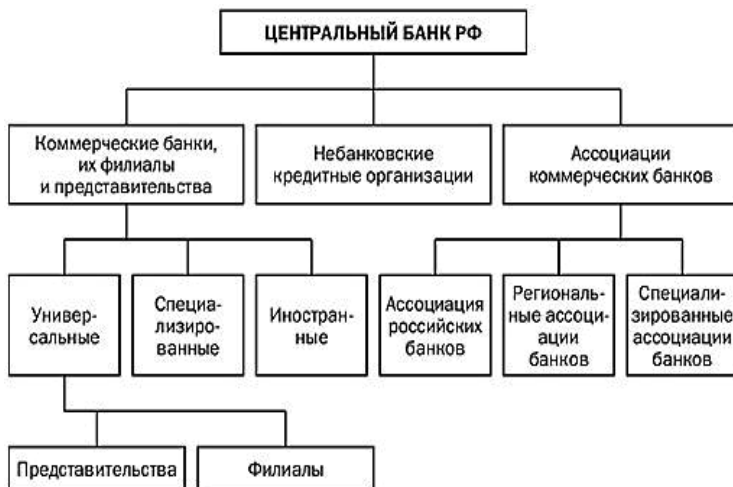 ЦЕНТРАЛЬНЫЙ БАНК РФ
Коммерческие банки,
их филиалы
и представительства
Небанковские
кредитные организации
Ассоциации
коммерческих банков
Универ-
сальные
Специа-
лизиро-
ванные
Иностран-
ные
Ассоциация
российских
банков
Региональ-
ные ассоци-
ации
банков
Специали-
зированные
ассоциации
банков
Представительства
Филиалы